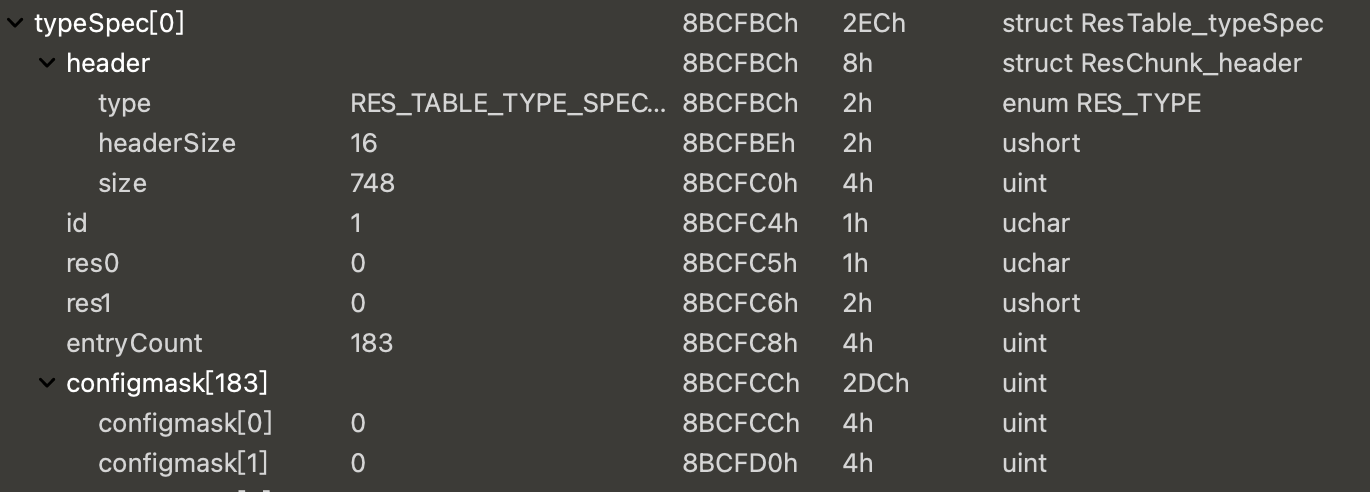 typeSpec[0] 8BCFBCh 2ECh struct ResTable_typeSpec
header 8BCFBCh 8h struct ResChunk_header
type RES_TABLE_TYPE_SPEC... 8BCFBCh 2h enum RES_TYPE
headerSize 16 8BCFBEh 2h ushort
size 748 8BCFC0h 4h uint
id 1 8BCFC4h 1h uchar
res0 0 8BCFC5h 1h uchar
res1 0 8BCFC6h 2h ushort
entryCount 183 8BCFC8h 4h uint
configmask[183] 8BCFCCh 2DCh uint
configmask[0] 0 8BCFCCh 4h uint
configmask[1] 0 8BCFD0h 4h uint